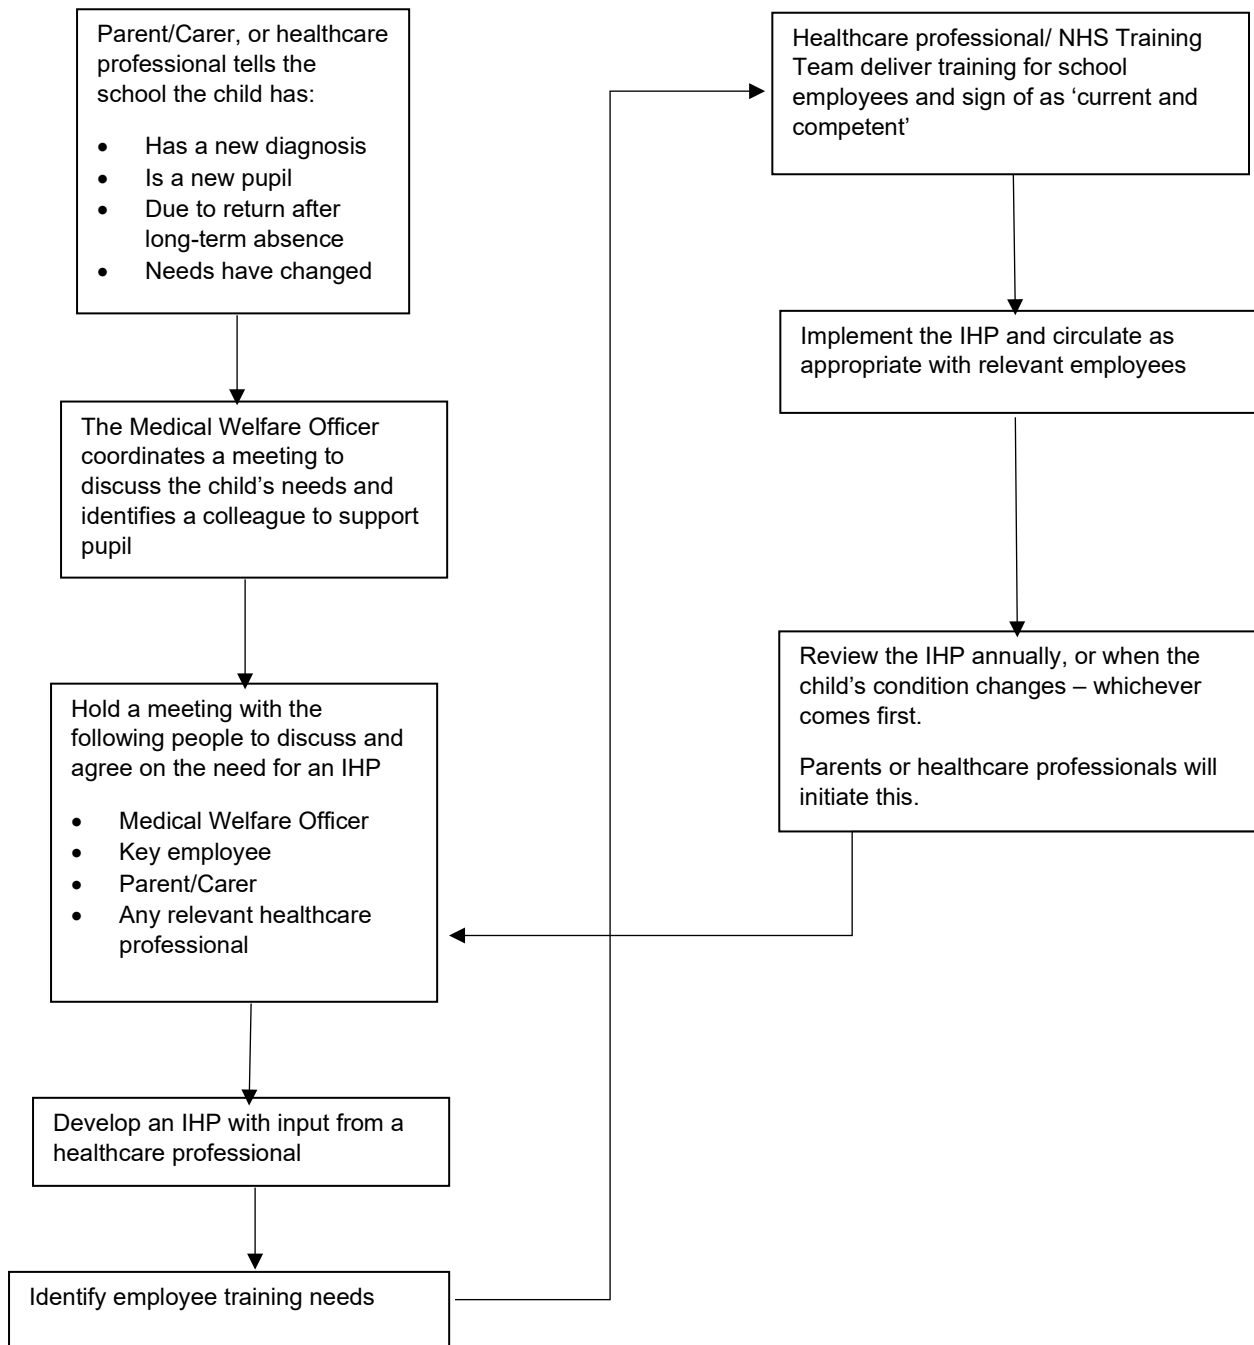 Parent/Carer, or healthcare
professional tells the
school the child has:
• Has a new diagnosis
• Is a new pupil
• Due to return after
long-term absence
• Needs have changed
The Medical Welfare Officer
coordinates a meeting to
discuss the child's needs and
identifies a colleague to support
pupil
Hold a meeting with the
following people to discuss and
agree on the need for an IHP
• Medical Welfare Officer
• Key employee
• Parent/Carer
• Any relevant healthcare
professional
Develop an IHP with input from a
healthcare professional
Identify employee training needs
Healthcare professional/ NHS Training
Team deliver training for school
employees and sign of as ‘current and
competent’
Implement the IHP and circulate as
appropriate with relevant employees
Review the IHP annually, or when the
child’s condition changes – whichever
comes first.
Parents or healthcare professionals will
initiate this.